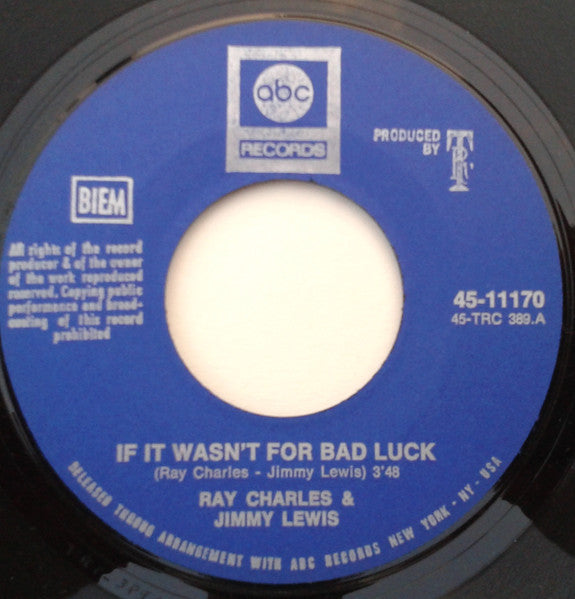 abc
RECORDS
PRODUCED
BY TRC
BIEM
All rights of the record
producer & of the owner
of the work reproduced
reserved. Copying public
performance and broad-
casting of this record
prohibited
45-11170
45-TRC 389.A
IF IT WASN'T FOR BAD LUCK
(Ray Charles - Jimmy Lewis) 3'48
RAY CHARLES &
JIMMY LEWIS
RELEASED THROUG ARRANGEMENT WITH ABC RECORDS NEW YORK - NY - USA